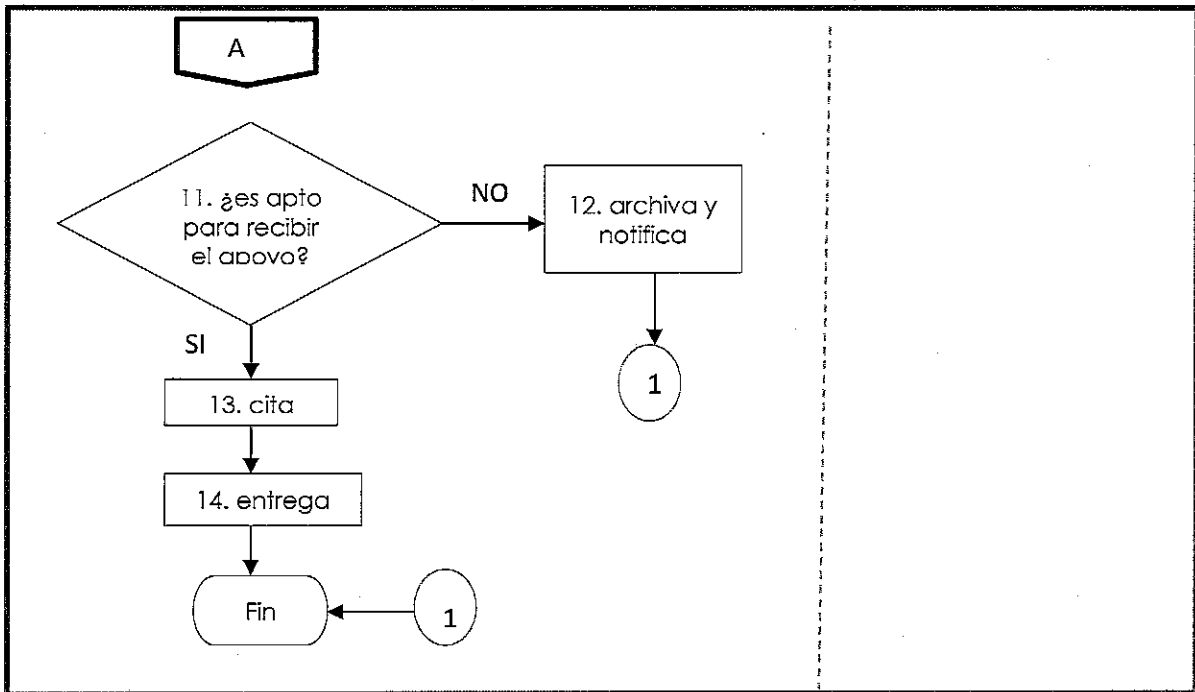 A
11. ¿es apto
para recibir
el apoyo?
NO
12. archiva y
notifica
SI
1
13. cita
14. entrega
Fin
1